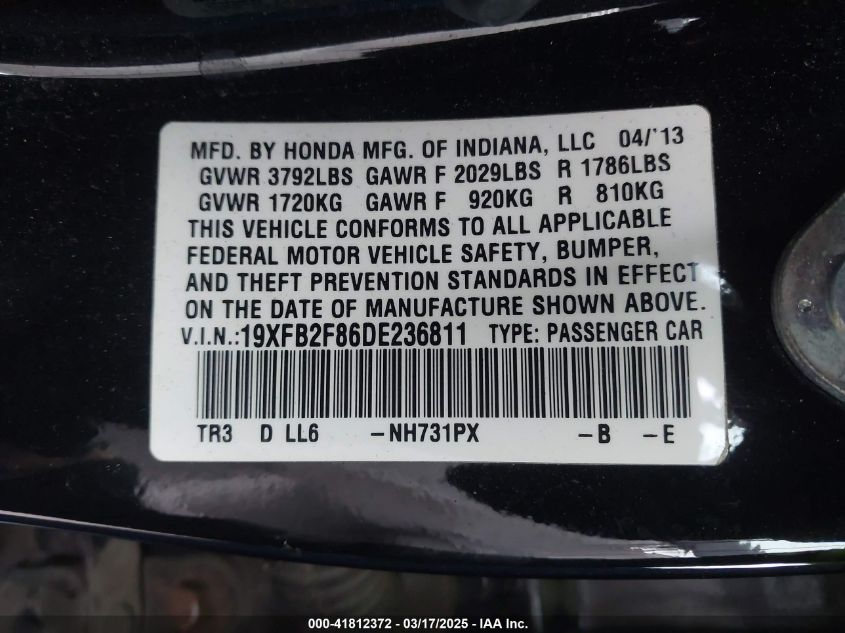 MFD. BY HONDA MFG. OF INDIANA, LLC 04/'13
GVWR 3792LBS GAWR F 2029LBS R 1786LBS
GVWR 1720KG GAWR F 920KG R 810KG
THIS VEHICLE CONFORMS TO ALL APPLICABLE
FEDERAL MOTOR VEHICLE SAFETY, BUMPER,
AND THEFT PREVENTION STANDARDS IN EFFECT
ON THE DATE OF MANUFACTURE SHOWN ABOVE.
V.I.N.:19XFB2F86DE236811 TYPE: PASSENGER CAR
TR3 D LL6 -NH731PX -B -E
000-41812372 - 03/17/2025 - IAA Inc.